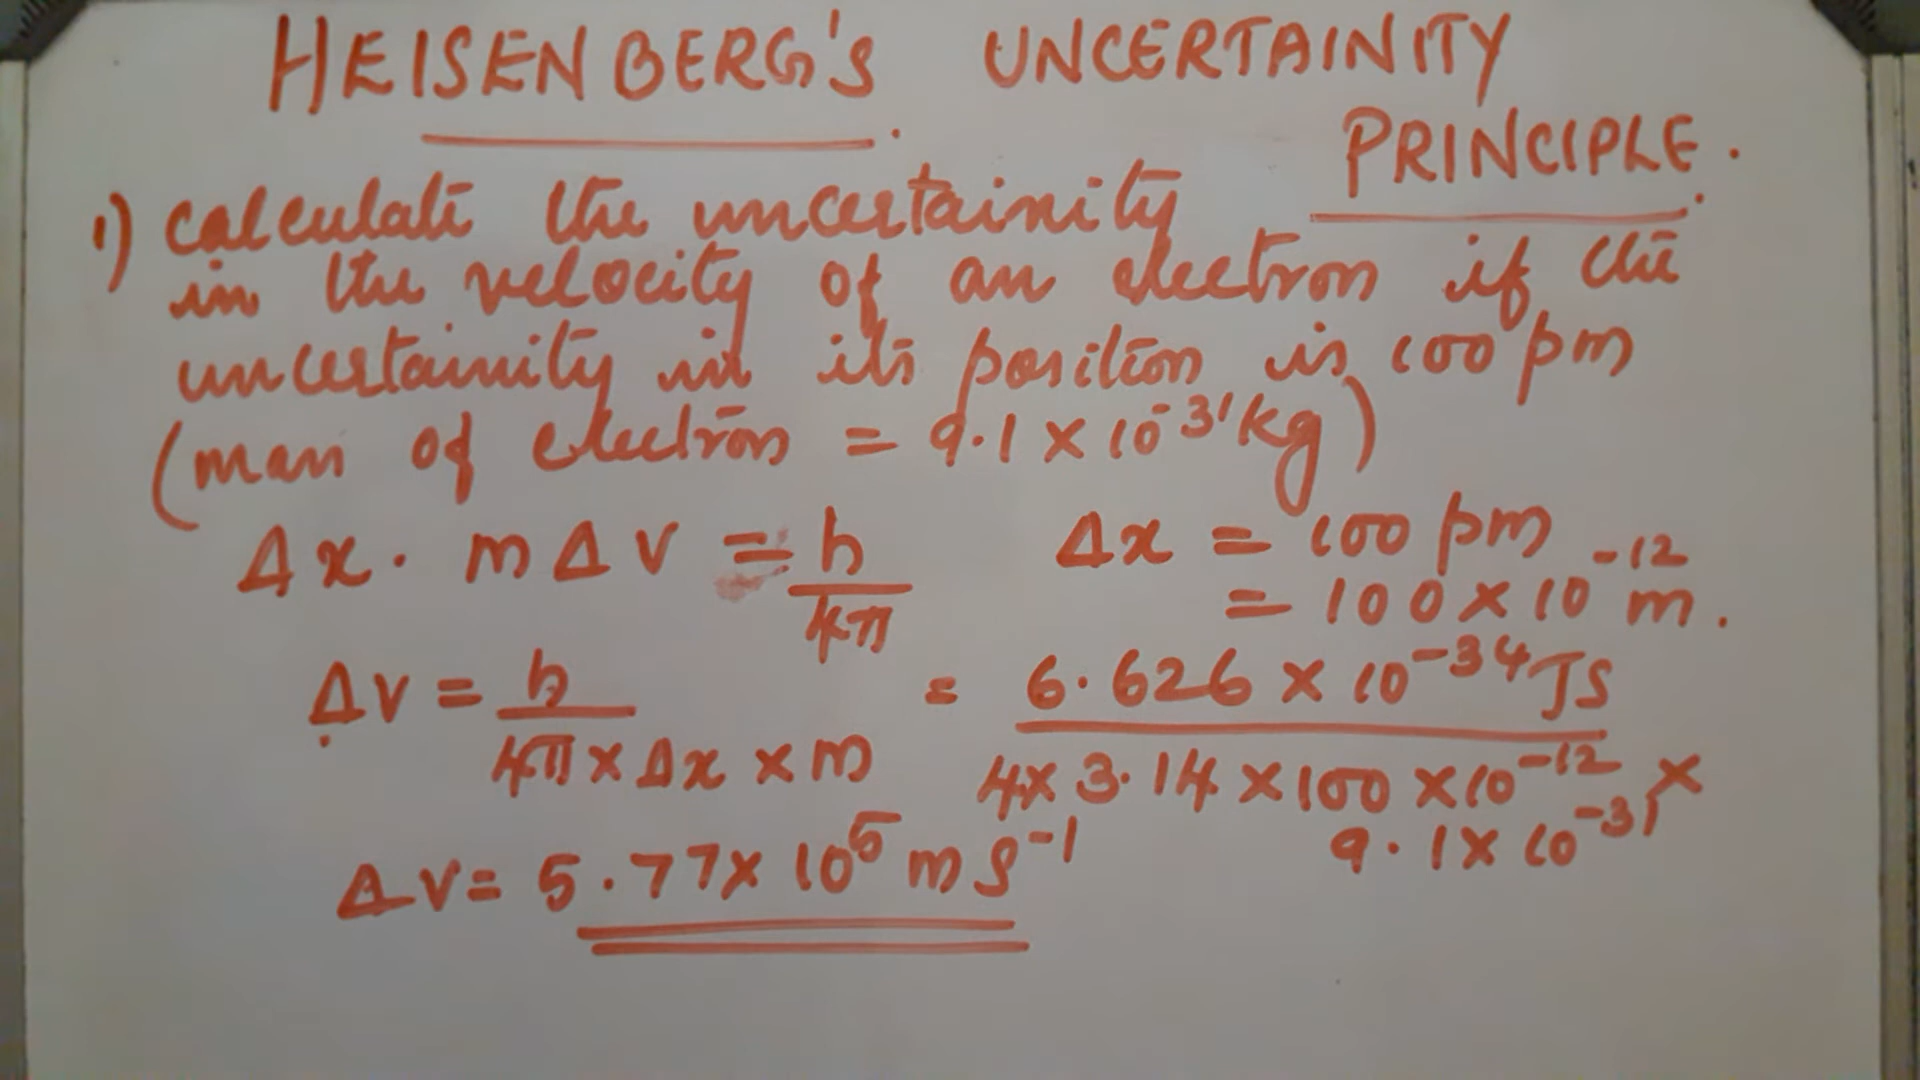 HEISENBERG'S UNCERTAINITY
PRINCIPLE.
1) calculate the uncertainity
in the velocity of an electron if the
uncertainity in its position is 100 pm
(mass of electron = 9.1 × 10⁻³¹ kg)
Δx. mΔv = h/4π
Δx = 100 pm
= 100 × 10⁻¹² m.
Δv = h/4π × Δx × m = 6.626 × 10⁻³⁴ JS / 4 × 3.14 × 100 × 10⁻¹² ×
9.1 × 10⁻³¹
Δv = 5.77 × 10⁵ m s⁻¹